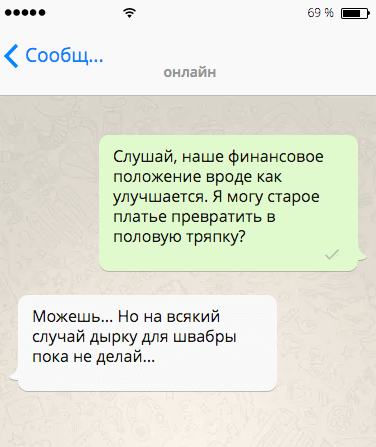 69 %
Сообщ...
онлайн
Слушай, наше финансовое
положение вроде как
улучшается. Я могу старое
платье превратить в
половую тряпку?
Можешь... Но на всякий
случай дырку для швабры
пока не делай...